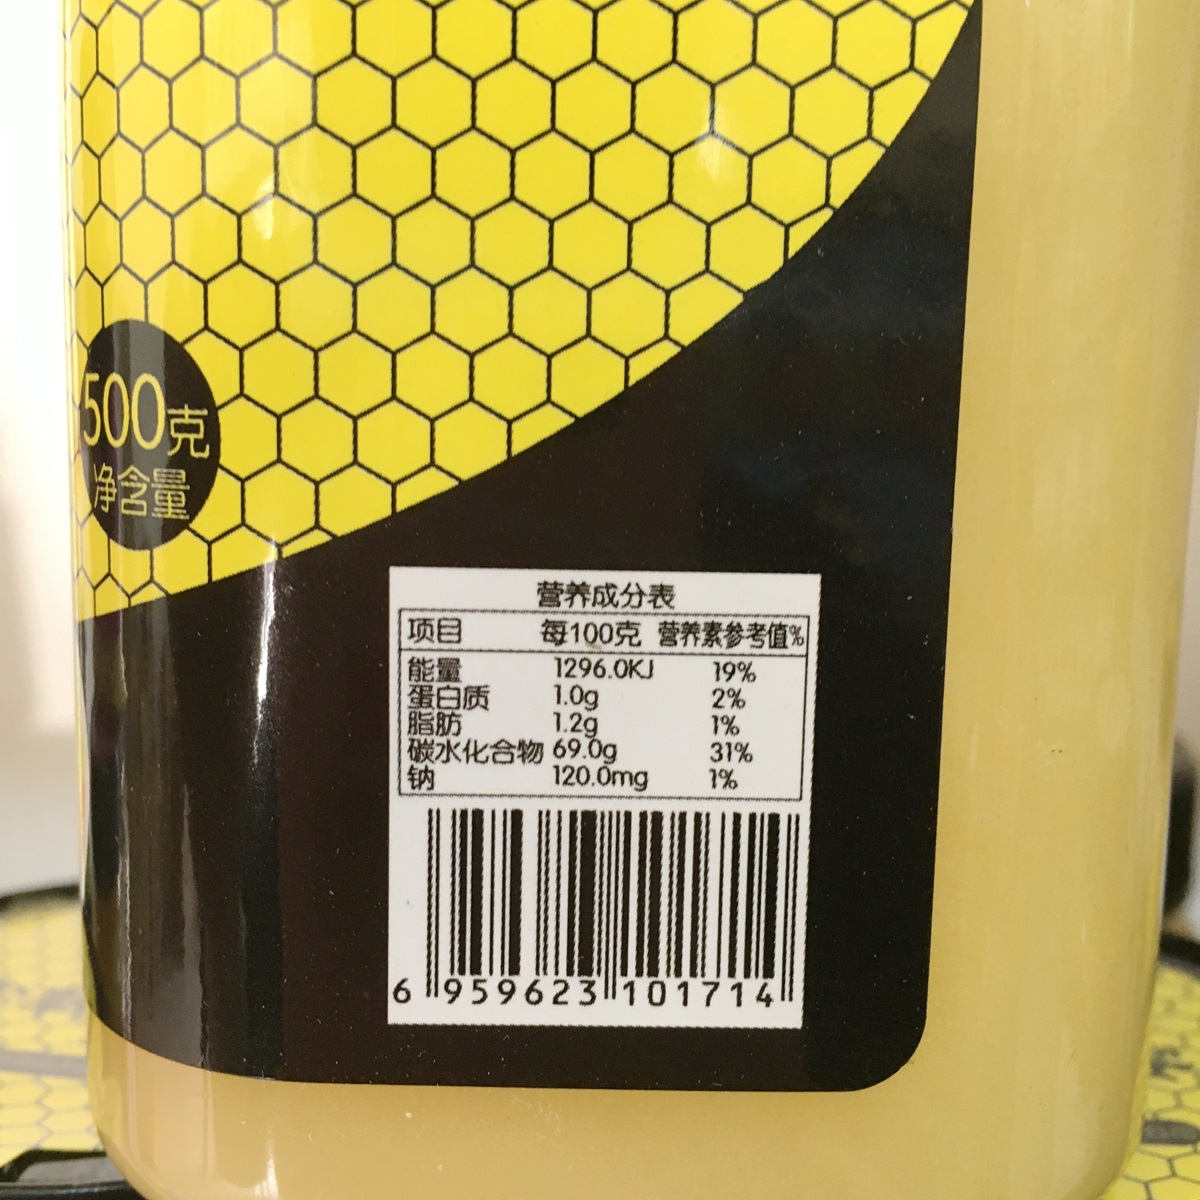 500克
净含量
营养成分表
项目 每100克 营养素参考值%
能量 1296.0KJ 19%
蛋白质 1.0g 2%
脂肪 1.2g 1%
碳水化合物 69.0g 31%
钠 120.0mg 1%
6 959623 101714